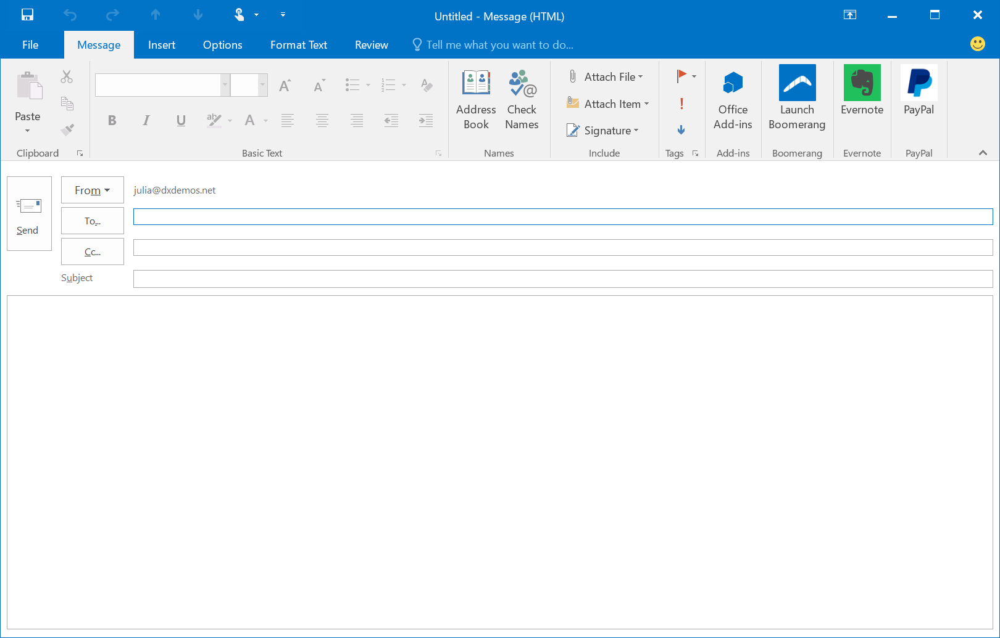 Untitled - Message (HTML)
File Message Insert Options Format Text Review Tell me what you want to do...
Paste
Clipboard
B I U ab A
Basic Text
Address Book
Check Names
Names
Attach File
Attach Item
Signature
Include
Tags
Office Add-ins
Add-ins
Launch Boomerang
Boomerang
Evernote
Evernote
PayPal
PayPal
Send
From julia@dxdemos.net
To...
Cc...
Subject